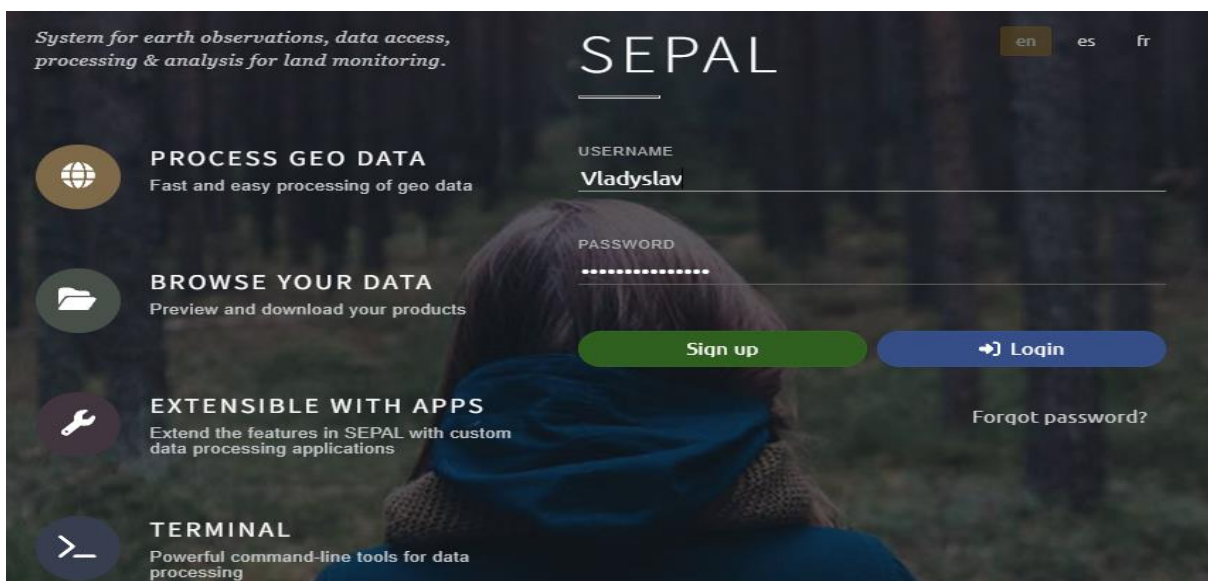 System for earth observations, data access,
processing & analysis for land monitoring.
PROCESS GEO DATA
Fast and easy processing of geo data
BROWSE YOUR DATA
Preview and download your products
EXTENSIBLE WITH APPS
Extend the features in SEPAL with custom
data processing applications
TERMINAL
Powerful command-line tools for data
processing
SEPAL
en es fr
USERNAME
Vladyslav
PASSWORD
•••••••••••••••
Sign up
Login
Forgot password?